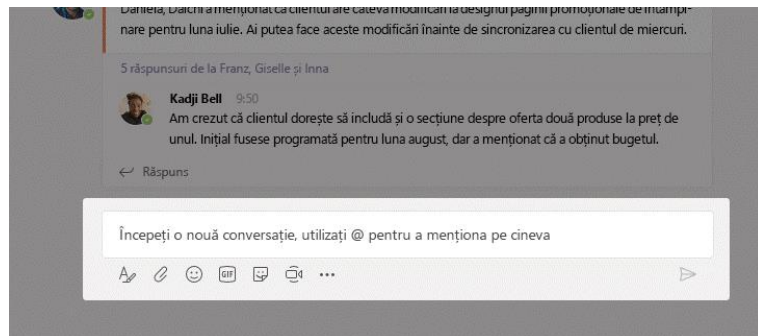 Daniela, Daichi a menționat că clientul are câteva modificări la designul paginii promoționale de întâmpi-
nare pentru luna iulie. Ai putea face aceste modificări înainte de sincronizarea cu clientul de miercuri.
5 răspunsuri de la Franz, Giselle și Inna
Kadji Bell 9:50
Am crezut că clientul dorește să includă și o secțiune despre oferta două produse la preț de
unul. Inițial fusese programată pentru luna august, dar a menționat că a obținut bugetul.
Răspuns
Începeți o nouă conversație, utilizați @ pentru a menționa pe cineva
GIF